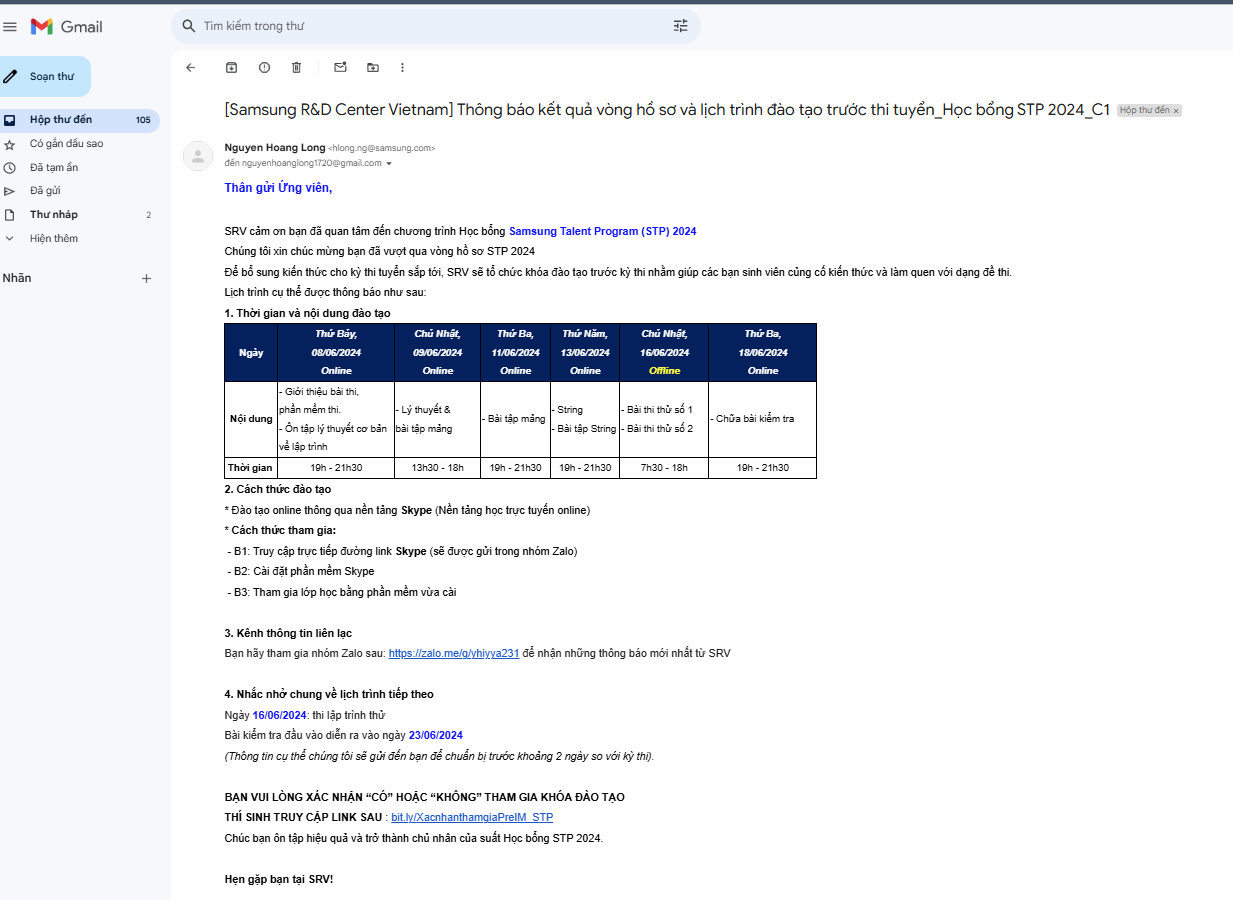 Gmail
Tìm kiếm trong thư
Soạn thư
Hộp thư đến 105
Có gắn dấu sao
Đã tạm ẩn
Đã gửi
Thư nháp 2
Hiện thêm
Nhãn
[Samsung R&D Center Vietnam] Thông báo kết quả vòng hồ sơ và lịch trình đào tạo trước thi tuyển_Học bổng STP 2024_C1 Hộp thư đến x
Nguyen Hoang Long <hlong.ng@samsung.com>
đến nguyenhoanglong1720@gmail.com
Thân gửi Ứng viên,
SRV cảm ơn bạn đã quan tâm đến chương trình Học bổng Samsung Talent Program (STP) 2024
Chúng tôi xin chúc mừng bạn đã vượt qua vòng hồ sơ STP 2024
Để bổ sung kiến thức cho kỳ thi tuyển sắp tới, SRV sẽ tổ chức khóa đào tạo trước kỳ thi nhằm giúp các bạn sinh viên củng cố kiến thức và làm quen với dạng đề thi.
Lịch trình cụ thể được thông báo như sau:
1. Thời gian và nội dung đào tạo
Ngày
Thứ Bảy,
08/06/2024
Online
Chủ Nhật,
09/06/2024
Online
Thứ Ba,
11/06/2024
Online
Thứ Năm,
13/06/2024
Online
Chủ Nhật,
16/06/2024
Offline
Thứ Ba,
18/06/2024
Online
Nội dung
- Giới thiệu bài thi,
phần mềm thi.
- Ôn tập lý thuyết cơ bản
về lập trình
- Lý thuyết &
bài tập mảng
- Bài tập mảng
- String
- Bài tập String
- Bài thi thử số 1
- Bài thi thử số 2
- Chữa bài kiểm tra
Thời gian 19h - 21h30 13h30 - 18h 19h - 21h30 19h - 21h30 7h30 - 18h 19h - 21h30
2. Cách thức đào tạo
* Đào tạo online thông qua nền tảng Skype (Nền tảng học trực tuyến online)
* Cách thức tham gia:
- B1: Truy cập trực tiếp đường link Skype (sẽ được gửi trong nhóm Zalo)
- B2: Cài đặt phần mềm Skype
- B3: Tham gia lớp học bằng phần mềm vừa cài
3. Kênh thông tin liên lạc
Bạn hãy tham gia nhóm Zalo sau: https://zalo.me/g/yhiyya231 để nhận những thông báo mới nhất từ SRV
4. Nhắc nhở chung về lịch trình tiếp theo
Ngày 16/06/2024: thi lập trình thử
Bài kiểm tra đầu vào diễn ra vào ngày 23/06/2024
(Thông tin cụ thể chúng tôi sẽ gửi đến bạn để chuẩn bị trước khoảng 2 ngày so với kỳ thi).
BẠN VUI LÒNG XÁC NHẬN “CÓ” HOẶC “KHÔNG” THAM GIA KHÓA ĐÀO TẠO
THÍ SINH TRUY CẬP LINK SAU : bit.ly/XacnhanthamgiaPreIM_STP
Chúc bạn ôn tập hiệu quả và trở thành chủ nhân của suất Học bổng STP 2024.
Hẹn gặp bạn tại SRV!